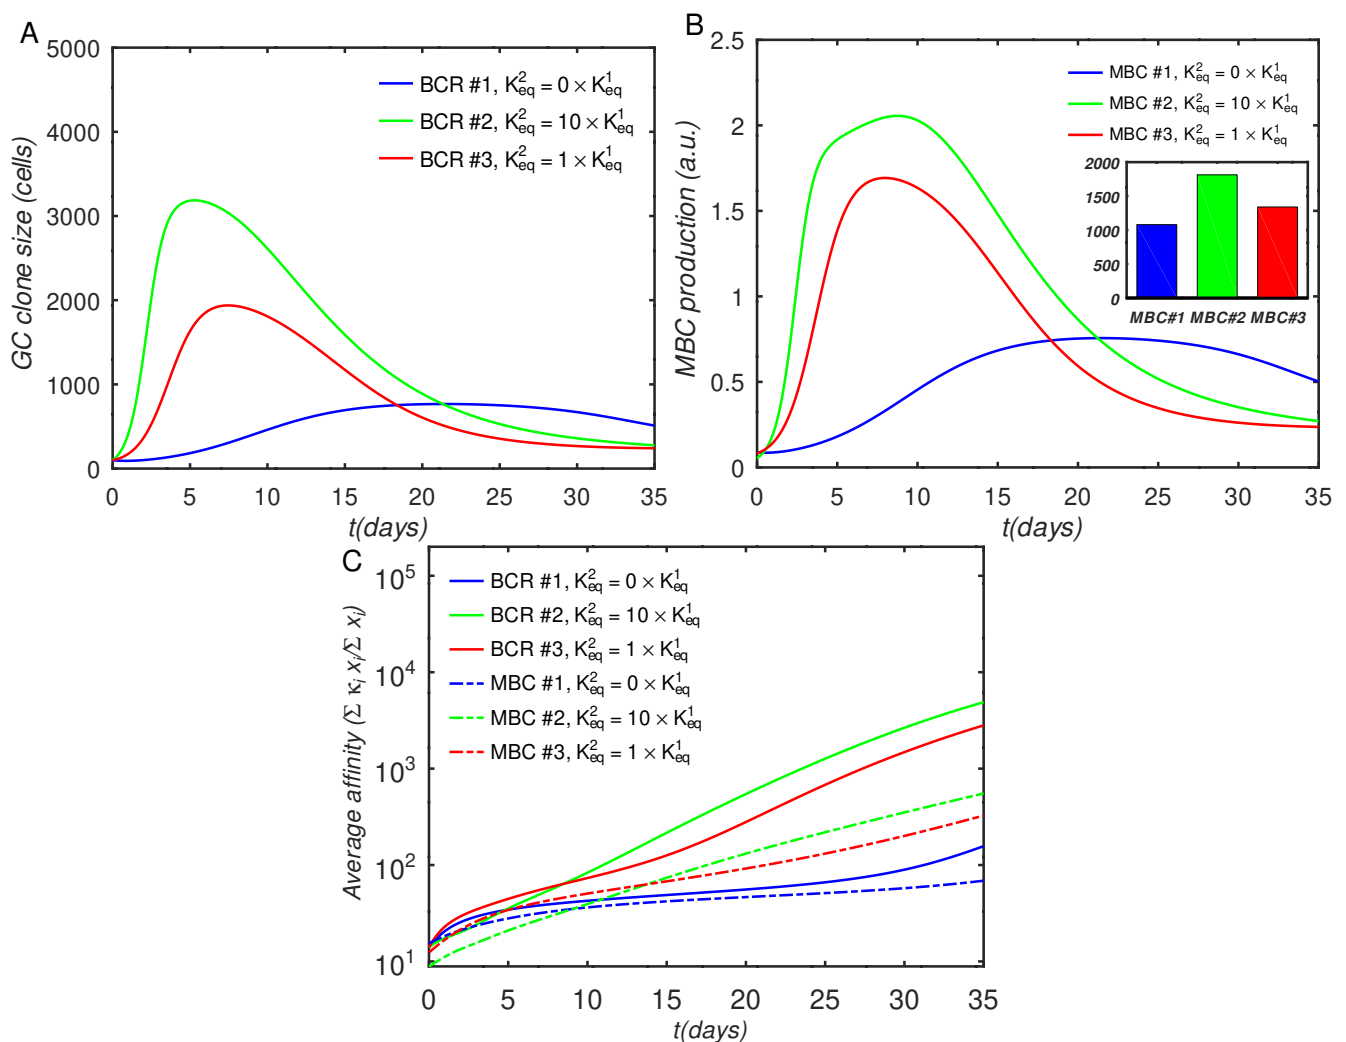 A
5000
4000
3000
2000
1000
0
GC clone size (cells)
BCR #1, K²eq = 0 × K¹eq
BCR #2, K²eq = 10 × K¹eq
BCR #3, K²eq = 1 × K¹eq
0 5 10 15 20 25 30 35
t(days)
B
2.5
2
1.5
1
0.5
0
MBC production (a.u.)
MBC #1, K²eq = 0 × K¹eq
MBC #2, K²eq = 10 × K¹eq
MBC #3, K²eq = 1 × K¹eq
2000
1500
1000
500
0
MBC#1 MBC#2 MBC#3
0 5 10 15 20 25 30 35
t(days)
C
10⁵
10⁴
10³
10²
10¹
Average affinity (Σ κᵢ xᵢ/Σ xᵢ)
BCR #1, K²eq = 0 × K¹eq
BCR #2, K²eq = 10 × K¹eq
BCR #3, K²eq = 1 × K¹eq
MBC #1, K²eq = 0 × K¹eq
MBC #2, K²eq = 10 × K¹eq
MBC #3, K²eq = 1 × K¹eq
0 5 10 15 20 25 30 35
t(days)